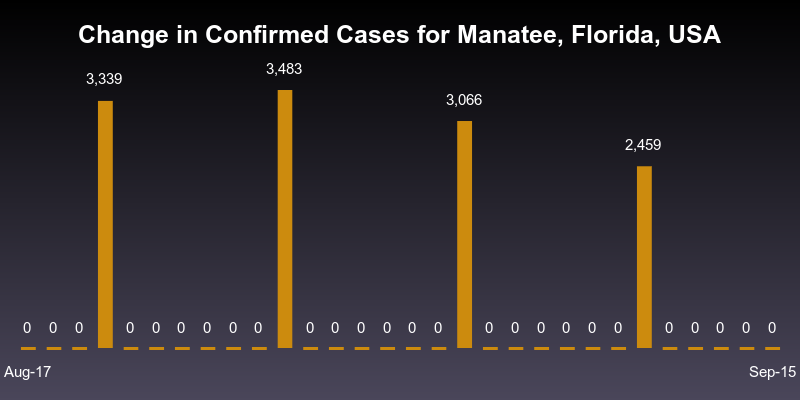 Change in Confirmed Cases for Manatee, Florida, USA
3,339
3,483
3,066
2,459
0 0 0 0 0 0 0 0 0 0 0 0 0 0 0 0 0 0 0 0 0 0 0 0 0 0
Aug-17 Sep-15